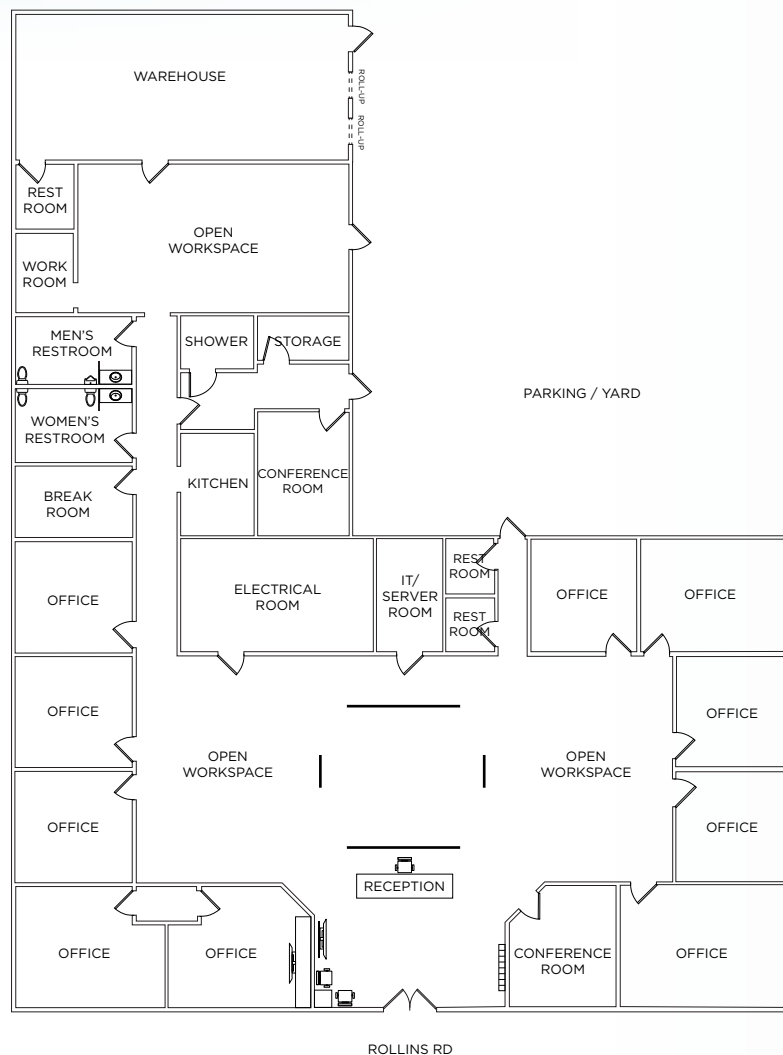 WAREHOUSE
ROLL-UP
ROLL-UP
REST
ROOM
OPEN
WORKSPACE
WORK
ROOM
MEN'S
RESTROOM
SHOWER
STORAGE
PARKING / YARD
WOMEN'S
RESTROOM
KITCHEN
CONFERENCE
ROOM
BREAK
ROOM
OFFICE
ELECTRICAL
ROOM
IT/
SERVER
ROOM
REST
ROOM
REST
ROOM
OFFICE
OFFICE
OFFICE
OPEN
WORKSPACE
OPEN
WORKSPACE
OFFICE
OFFICE
OFFICE
RECEPTION
OFFICE
OFFICE
CONFERENCE
ROOM
OFFICE
ROLLINS RD